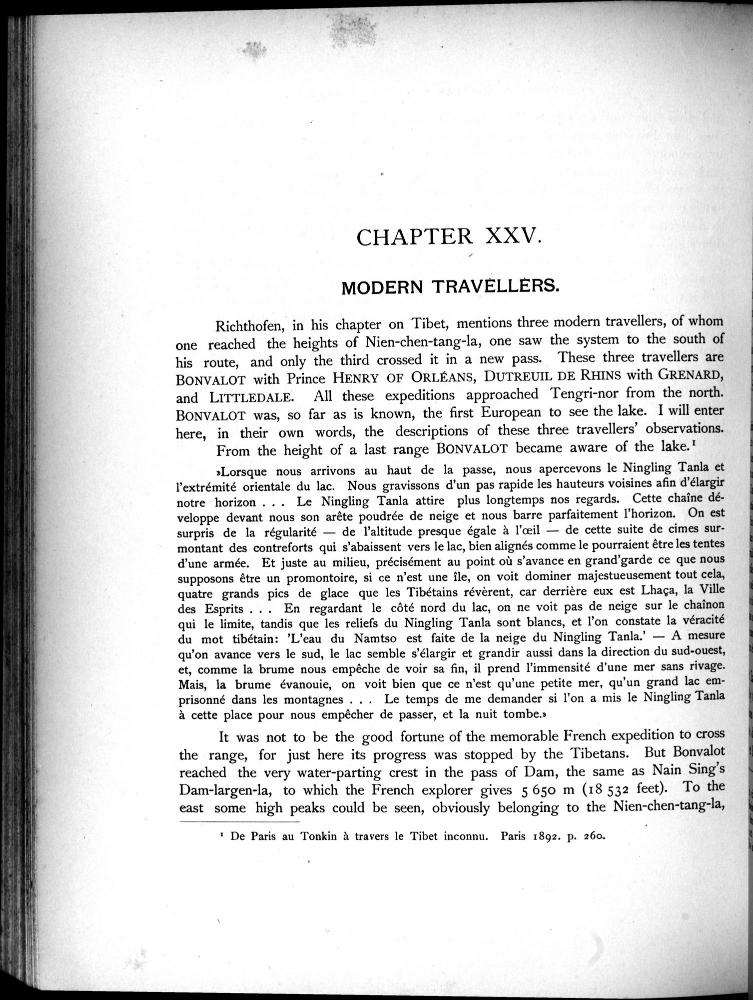 CHAPTER XXV.
MODERN TRAVELLERS.
Richthofen, in his chapter on Tibet, mentions three modern travellers, of whom
one reached the heights of Nien-chen-tang-la, one saw the system to the south of
his route, and only the third crossed it in a new pass. These three travellers are
BONVALOT with Prince HENRY OF ORLÉANS, DUTREUIL DE RHINS with GRENARD,
and LITTLEDALE. All these expeditions approached Tengri-nor from the north.
BONVALOT was, so far as is known, the first European to see the lake. I will enter
here, in their own words, the descriptions of these three travellers' observations.
From the height of a last range BONVALOT became aware of the lake.¹
»Lorsque nous arrivons au haut de la passe, nous apercevons le Ningling Tanla et
l'extrémité orientale du lac. Nous gravissons d'un pas rapide les hauteurs voisines afin d'élargir
notre horizon . . . Le Ningling Tanla attire plus longtemps nos regards. Cette chaîne dé-
veloppe devant nous son arête poudrée de neige et nous barre parfaitement l'horizon. On est
surpris de la régularité — de l'altitude presque égale à l'œil — de cette suite de cimes sur-
montant des contreforts qui s'abaissent vers le lac, bien alignés comme le pourraient être les tentes
d'une armée. Et juste au milieu, précisément au point où s'avance en grand'garde ce que nous
supposons être un promontoire, si ce n'est une île, on voit dominer majestueusement tout cela,
quatre grands pics de glace que les Tibétains révèrent, car derrière eux est Lhaça, la Ville
des Esprits . . . En regardant le côté nord du lac, on ne voit pas de neige sur le chaînon
qui le limite, tandis que les reliefs du Ningling Tanla sont blancs, et l'on constate la véracité
du mot tibétain: 'L'eau du Namtso est faite de la neige du Ningling Tanla.' — A mesure
qu'on avance vers le sud, le lac semble s'élargir et grandir aussi dans la direction du sud-ouest,
et, comme la brume nous empêche de voir sa fin, il prend l'immensité d'une mer sans rivage.
Mais, la brume évanouie, on voit bien que ce n'est qu'une petite mer, qu'un grand lac em-
prisonné dans les montagnes . . . Le temps de me demander si l'on a mis le Ningling Tanla
à cette place pour nous empêcher de passer, et la nuit tombe.»
It was not to be the good fortune of the memorable French expedition to cross
the range, for just here its progress was stopped by the Tibetans. But Bonvalot
reached the very water-parting crest in the pass of Dam, the same as Nain Sing's
Dam-largen-la, to which the French explorer gives 5 650 m (18 532 feet). To the
east some high peaks could be seen, obviously belonging to the Nien-chen-tang-la,
¹ De Paris au Tonkin à travers le Tibet inconnu. Paris 1892. p. 260.